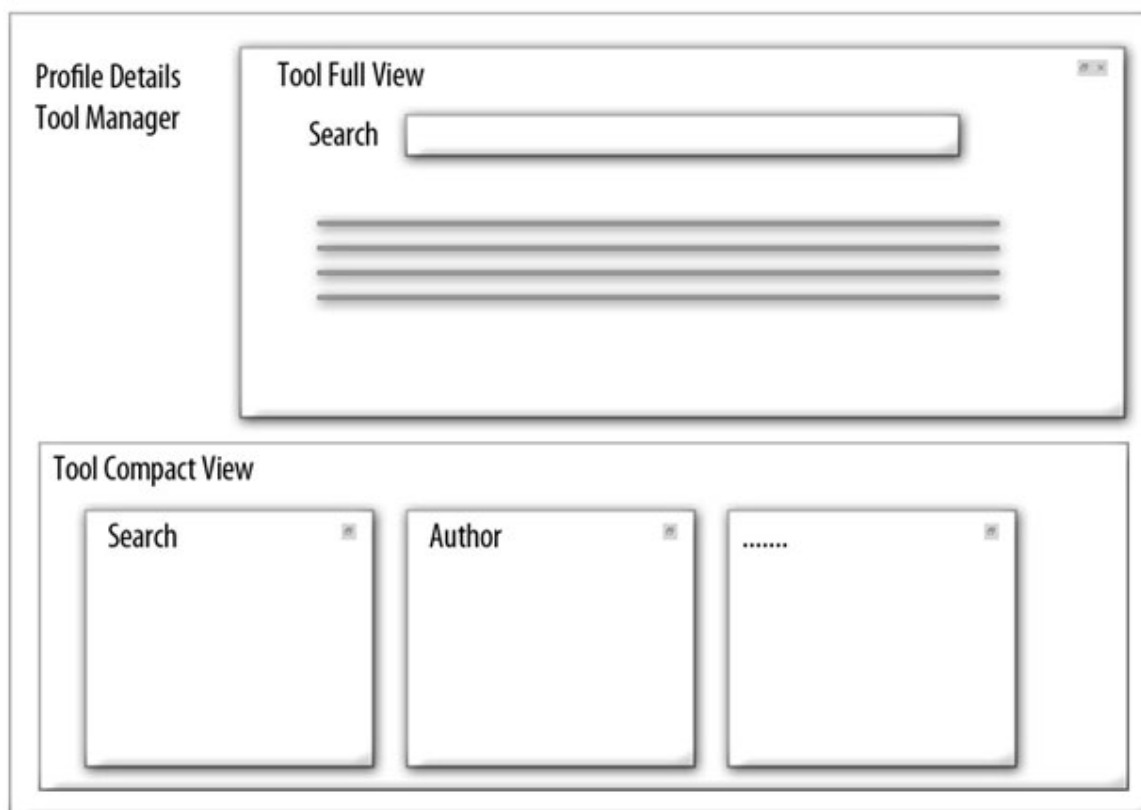 Profile Details
Tool Manager
Tool Full View
Search
Tool Compact View
Search
Author
.......